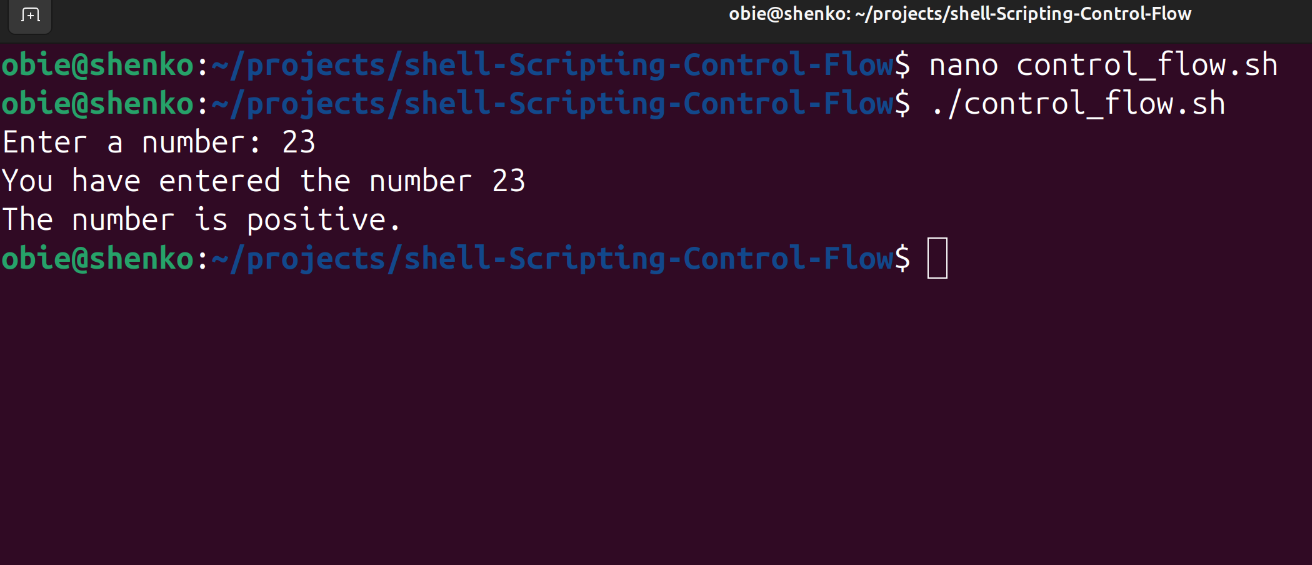 obie@shenko: ~/projects/shell-Scripting-Control-Flow
obie@shenko:~/projects/shell-Scripting-Control-Flow$ nano control_flow.sh
obie@shenko:~/projects/shell-Scripting-Control-Flow$ ./control_flow.sh
Enter a number: 23
You have entered the number 23
The number is positive.
obie@shenko:~/projects/shell-Scripting-Control-Flow$